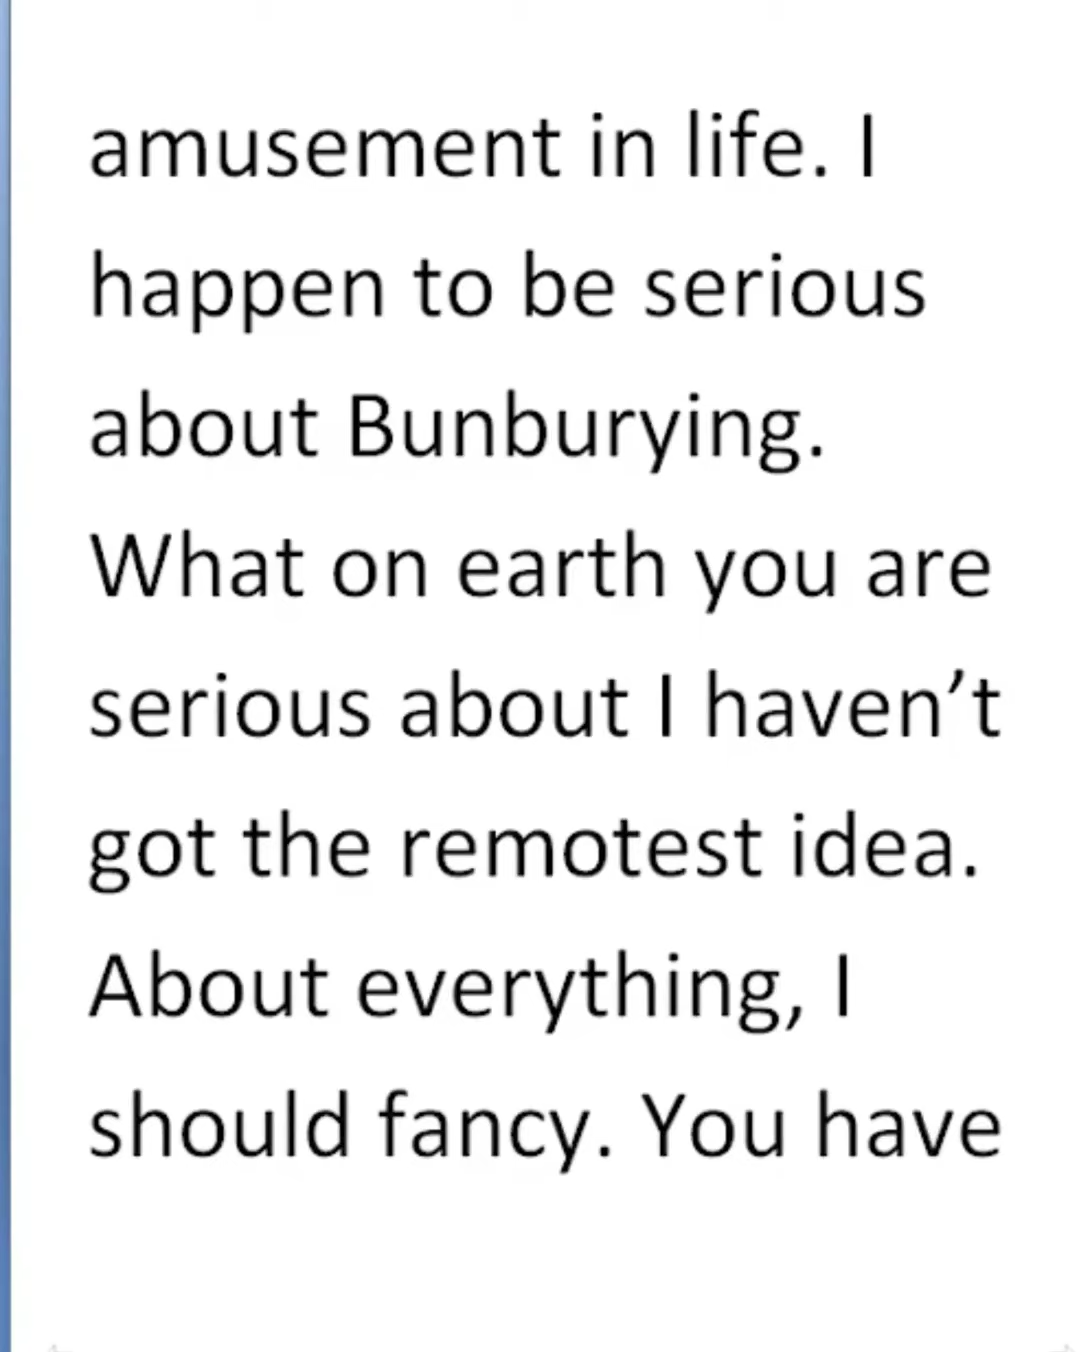 amusement in life. I
happen to be serious
about Bunburying.
What on earth you are
serious about I haven’t
got the remotest idea.
About everything, I
should fancy. You have